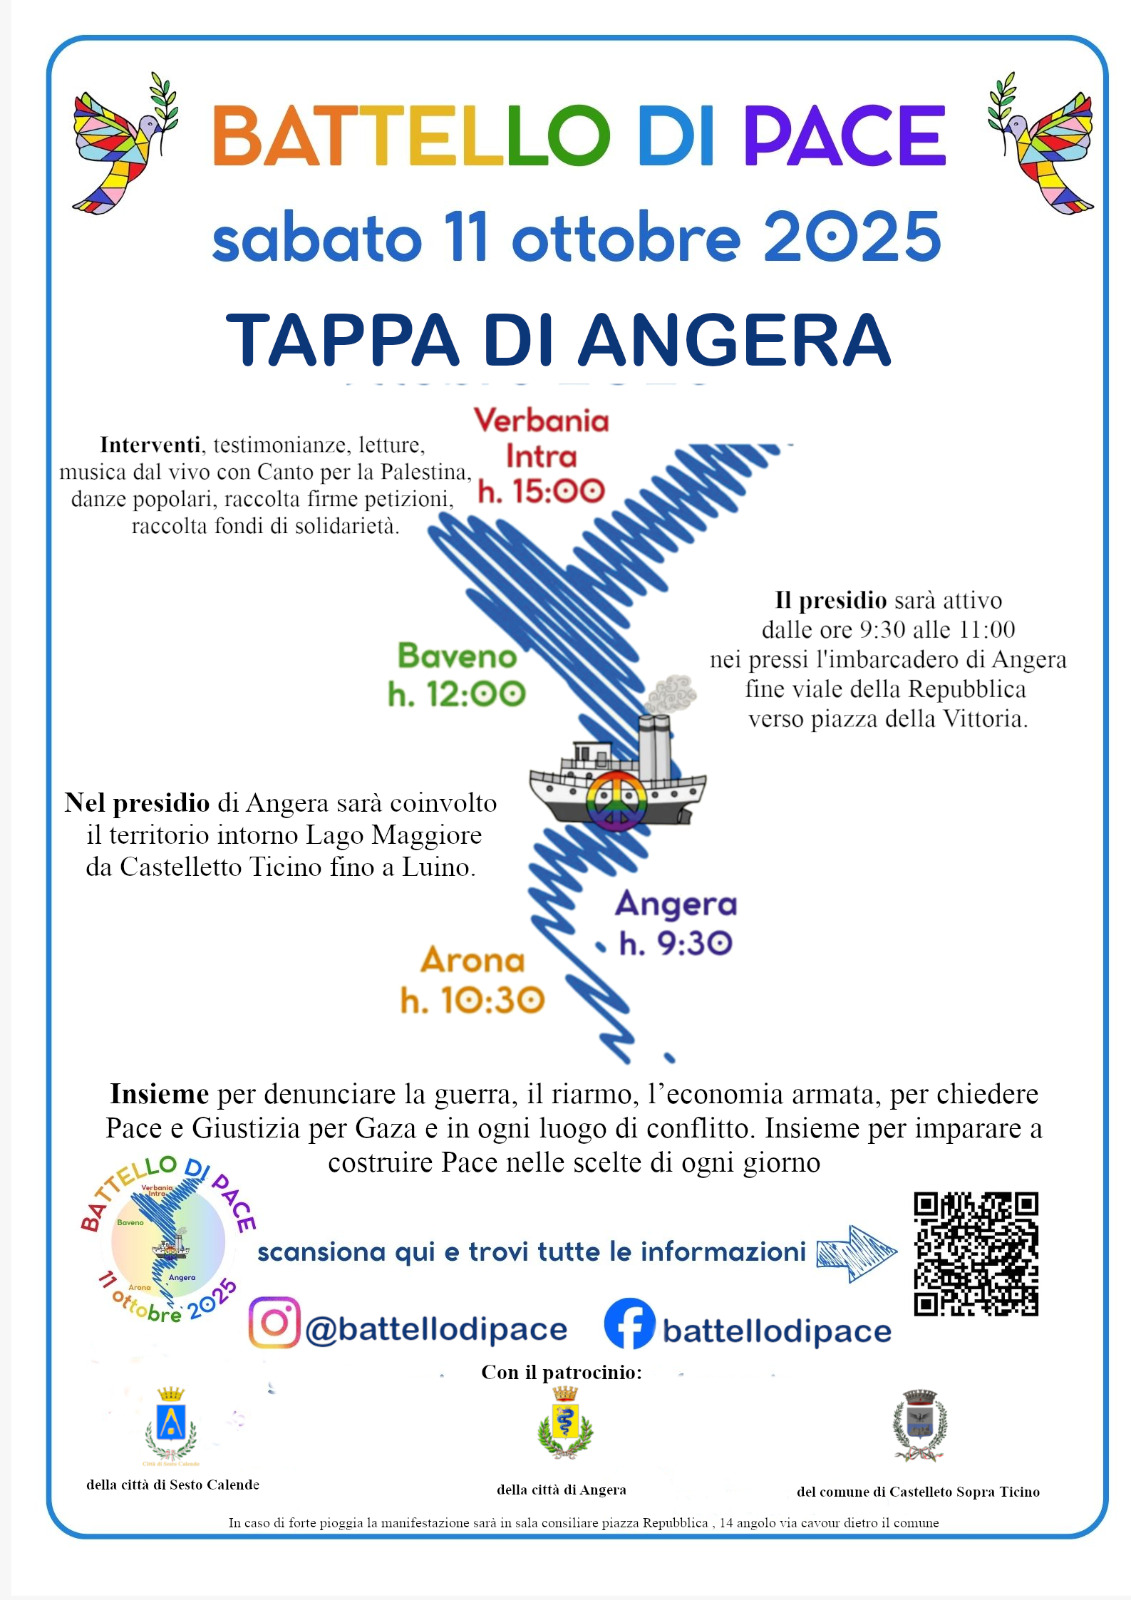 BATTELLO DI PACE
sabato 11 ottobre 2025
TAPPA DI ANGERA
Verbania
Intra
h. 15:00
Interventi, testimonianze, letture,
musica dal vivo con Canto per la Palestina,
danze popolari, raccolta firme petizioni,
raccolta fondi di solidarietà.
Il presidio sarà attivo
dalle ore 9:30 alle 11:00
nei pressi l'imbarcadero di Angera
fine viale della Repubblica
verso piazza della Vittoria.
Baveno
h. 12:00
Nel presidio di Angera sarà coinvolto
il territorio intorno Lago Maggiore
da Castelletto Ticino fino a Luino.
Angera
h. 9:30
Arona
h. 10:30
Insieme per denunciare la guerra, il riarmo, l’economia armata, per chiedere
Pace e Giustizia per Gaza e in ogni luogo di conflitto. Insieme per imparare a
costruire Pace nelle scelte di ogni giorno
BATTELLO DI PACE
Verbania
Intra
Baveno
Angera
Arona
11 ottobre 2025
scansiona qui e trovi tutte le informazioni
@battellodipace
battellodipace
Con il patrocinio:
Città di Sesto Calende
della città di Sesto Calende
della città di Angera
del comune di Castelleto Sopra Ticino
In caso di forte pioggia la manifestazione sarà in sala consiliare piazza Repubblica , 14 angolo via cavour dietro il comune